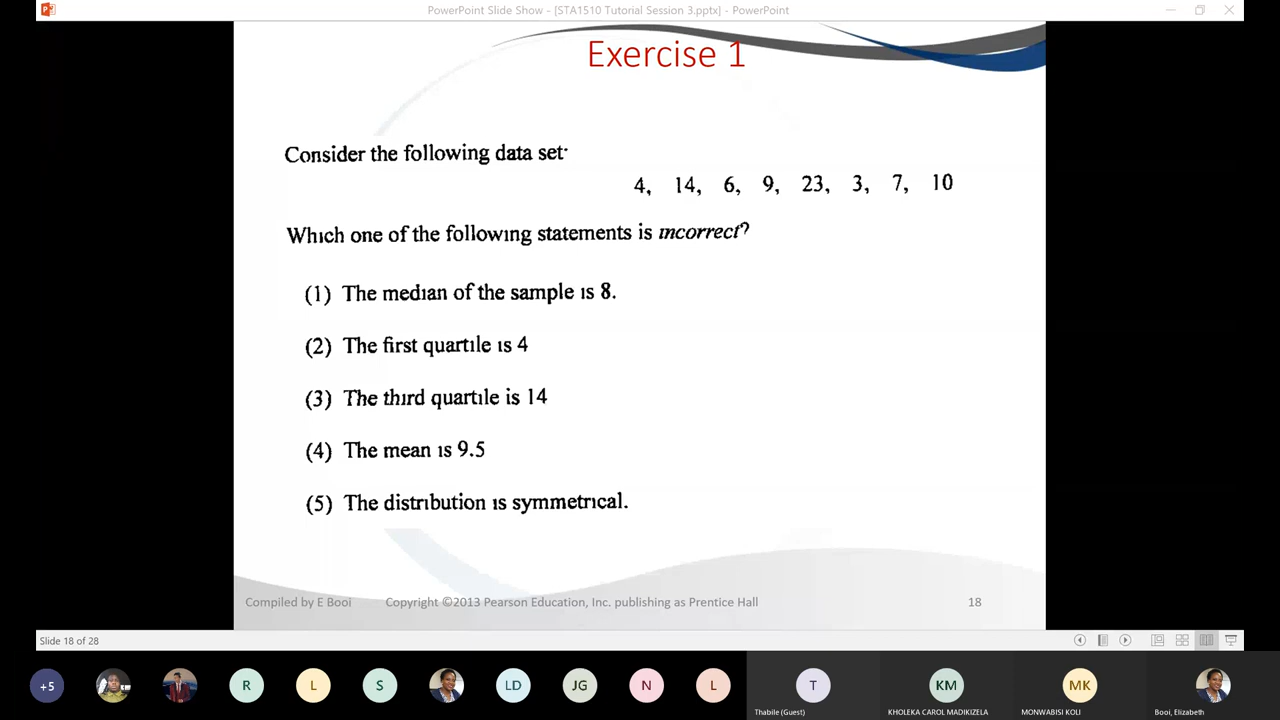 PowerPoint Slide Show - [STA1510 Tutorial Session 3.pptx] - PowerPoint
Exercise 1
Consider the following data set:
4, 14, 6, 9, 23, 3, 7, 10
Which one of the following statements is incorrect?
(1) The median of the sample is 8.
(2) The first quartile is 4
(3) The third quartile is 14
(4) The mean is 9.5
(5) The distribution is symmetrical.
Compiled by E Booi Copyright ©2013 Pearson Education, Inc. publishing as Prentice Hall 18
Slide 18 of 28
+5 R L S LD JG N L T KM MK
Thabile (Guest) KHOLEKA CAROL MADIKIZELA MONWABISI KOLI Booi, Elizabeth